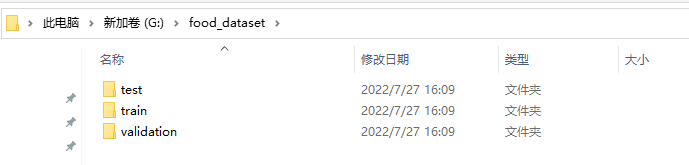 此电脑 新加卷 (G:) food_dataset
名称 修改日期 类型 大小
test 2022/7/27 16:09 文件夹
train 2022/7/27 16:09 文件夹
validation 2022/7/27 16:09 文件夹